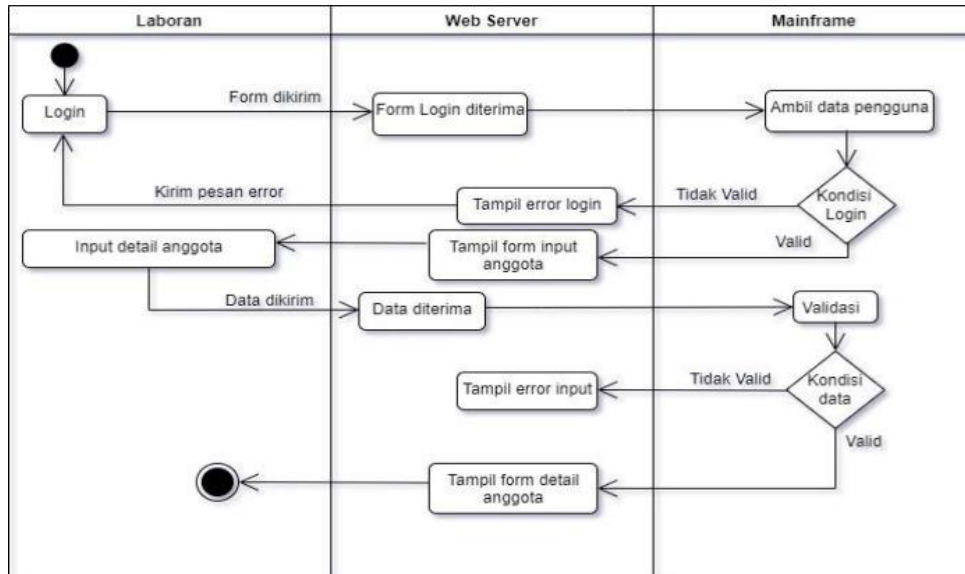 Laboran
Web Server
Mainframe
Login
Form dikirim
Form Login diterima
Ambil data pengguna
Kondisi
Login
Tidak Valid
Tampil error login
Kirim pesan error
Valid
Tampil form input
anggota
Input detail anggota
Data dikirim
Data diterima
Validasi
Kondisi
data
Tidak Valid
Tampil error input
Valid
Tampil form detail
anggota